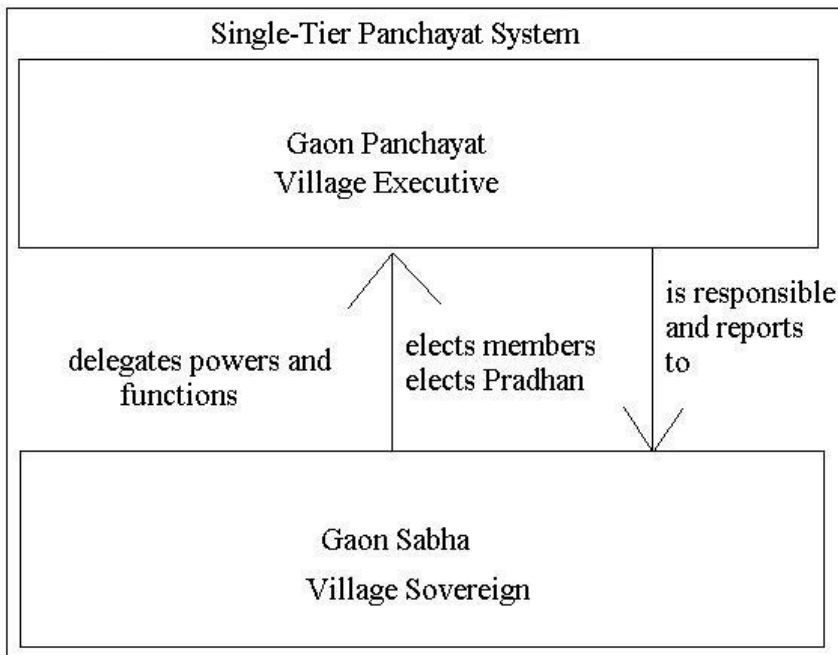 Single-Tier Panchayat System
Gaon Panchayat
Village Executive
delegates powers and
functions
elects members
elects Pradhan
is responsible
and reports
to
Gaon Sabha
Village Sovereign